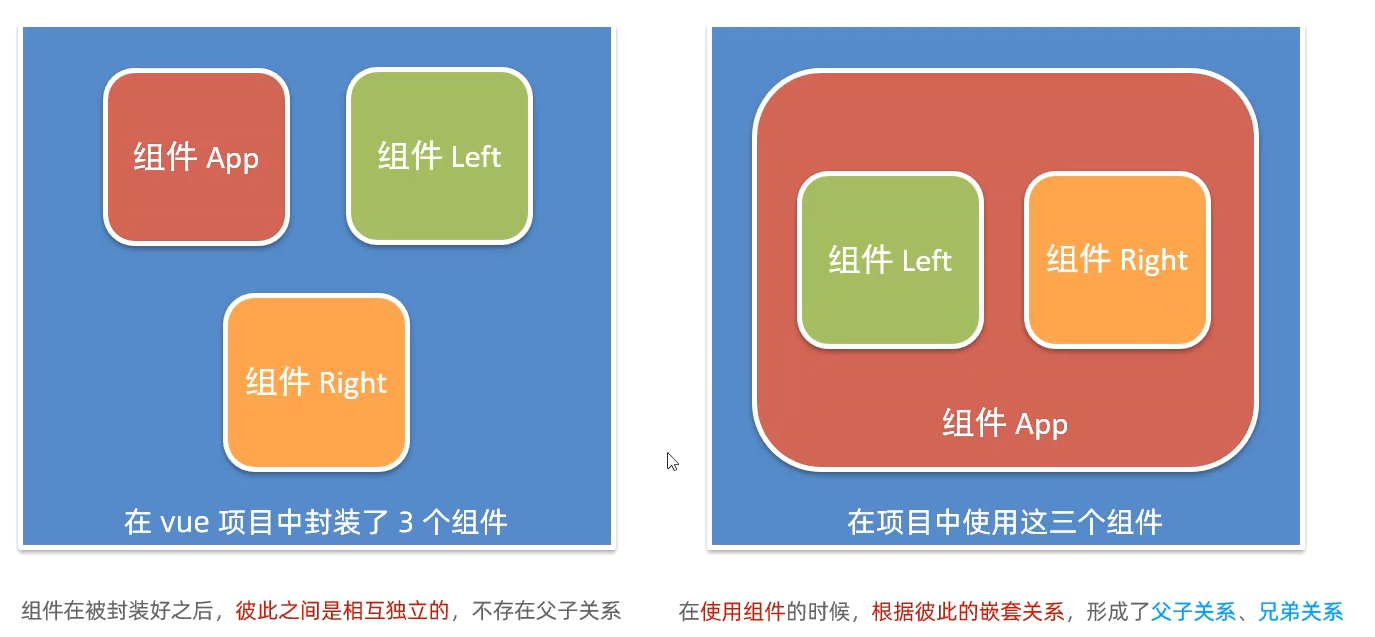 组件 App
组件 Left
组件 Right
在 vue 项目中封装了 3 个组件
组件在被封装好之后，彼此之间是相互独立的，不存在父子关系
组件 Left
组件 Right
组件 App
在项目中使用这三个组件
在使用组件的时候，根据彼此的嵌套关系，形成了父子关系、兄弟关系